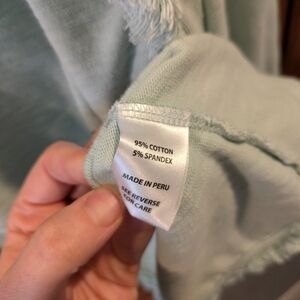 95% COTTON
5% SPANDEX
MADE IN PERU
SEE REVERSE
FOR CARE